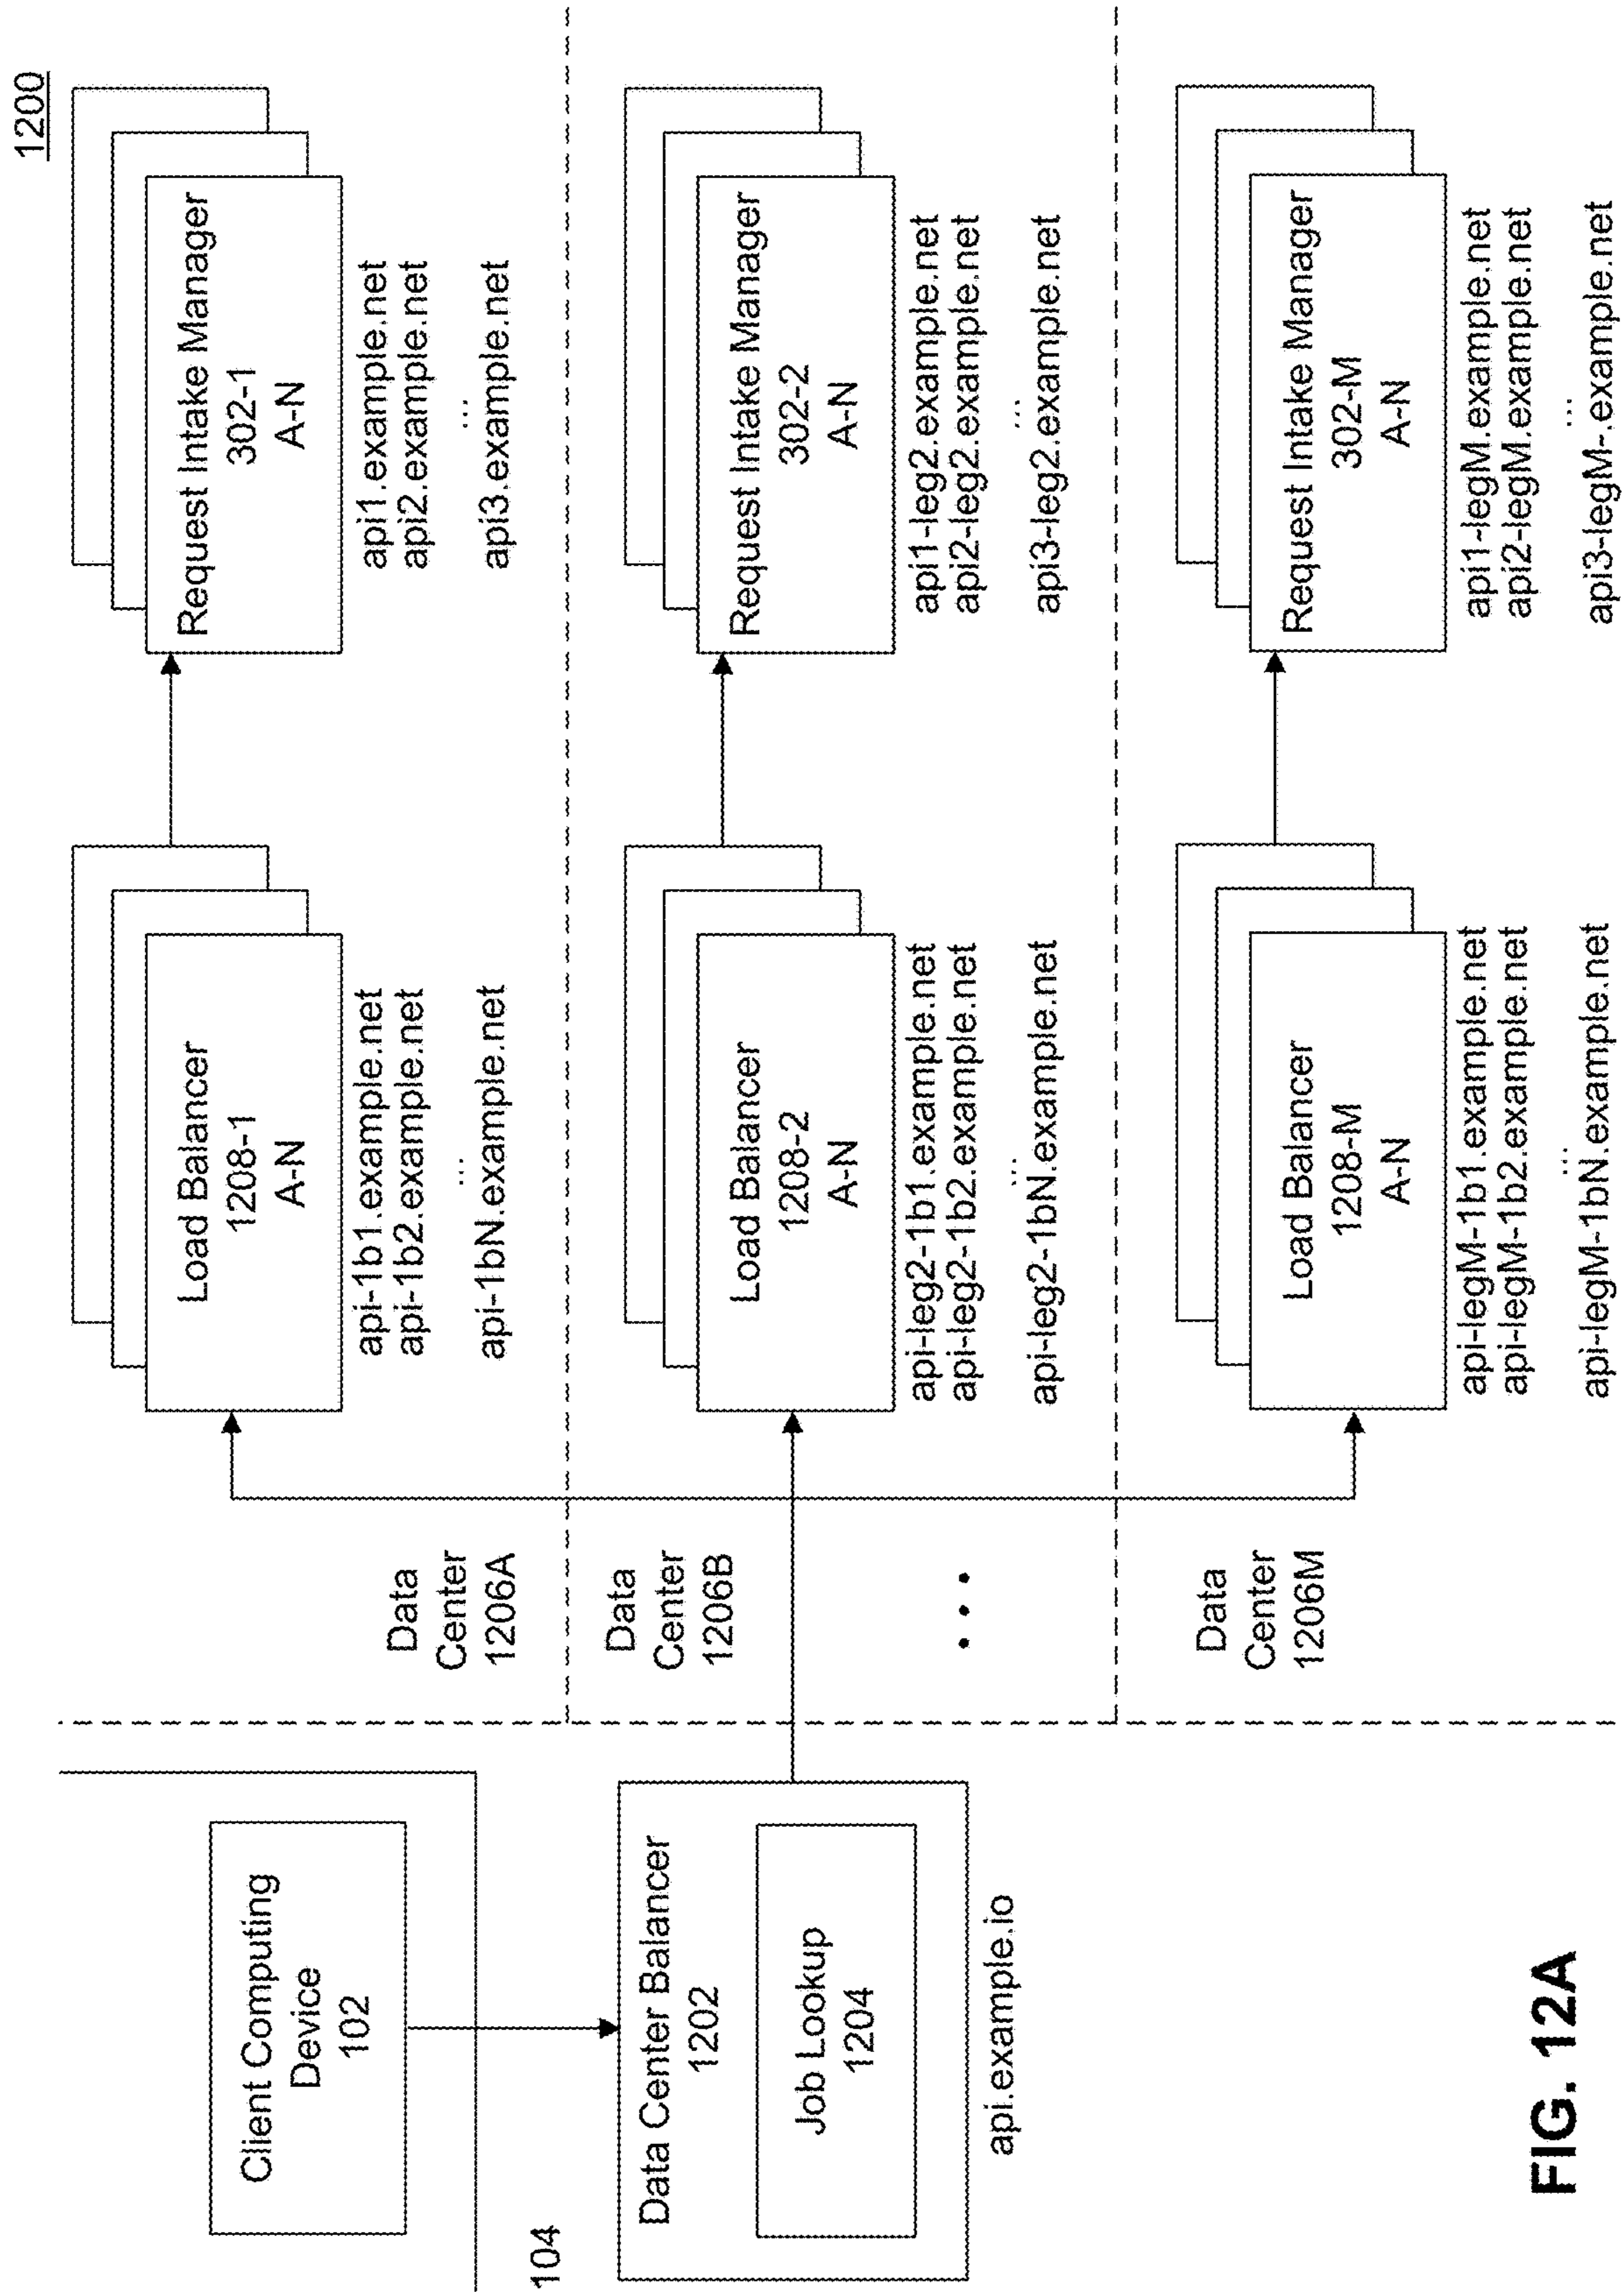 1200
Client Computing
Device
102
104
Data Center Balancer
1202
Job Lookup
1204
api.example.io
Data
Center
1206A
Load Balancer
1208-1
A-N
api-1b1.example.net
api-1b2.example.net
...
api-1bN.example.net
Request Intake Manager
302-1
A-N
api1.example.net
api2.example.net
...
api3.example.net
Data
Center
1206B
Load Balancer
1208-2
A-N
api-leg2-1b1.example.net
api-leg2-1b2.example.net
...
api-leg2-1bN.example.net
Request Intake Manager
302-2
A-N
api1-leg2.example.net
api2-leg2.example.net
...
api3-leg2.example.net
• • •
Data
Center
1206M
Load Balancer
1208-M
A-N
api-legM-1b1.example.net
api-legM-1b2.example.net
...
api-legM-1bN.example.net
Request Intake Manager
302-M
A-N
api1-legM.example.net
api2-legM.example.net
...
api3-legM-.example.net
FIG. 12A